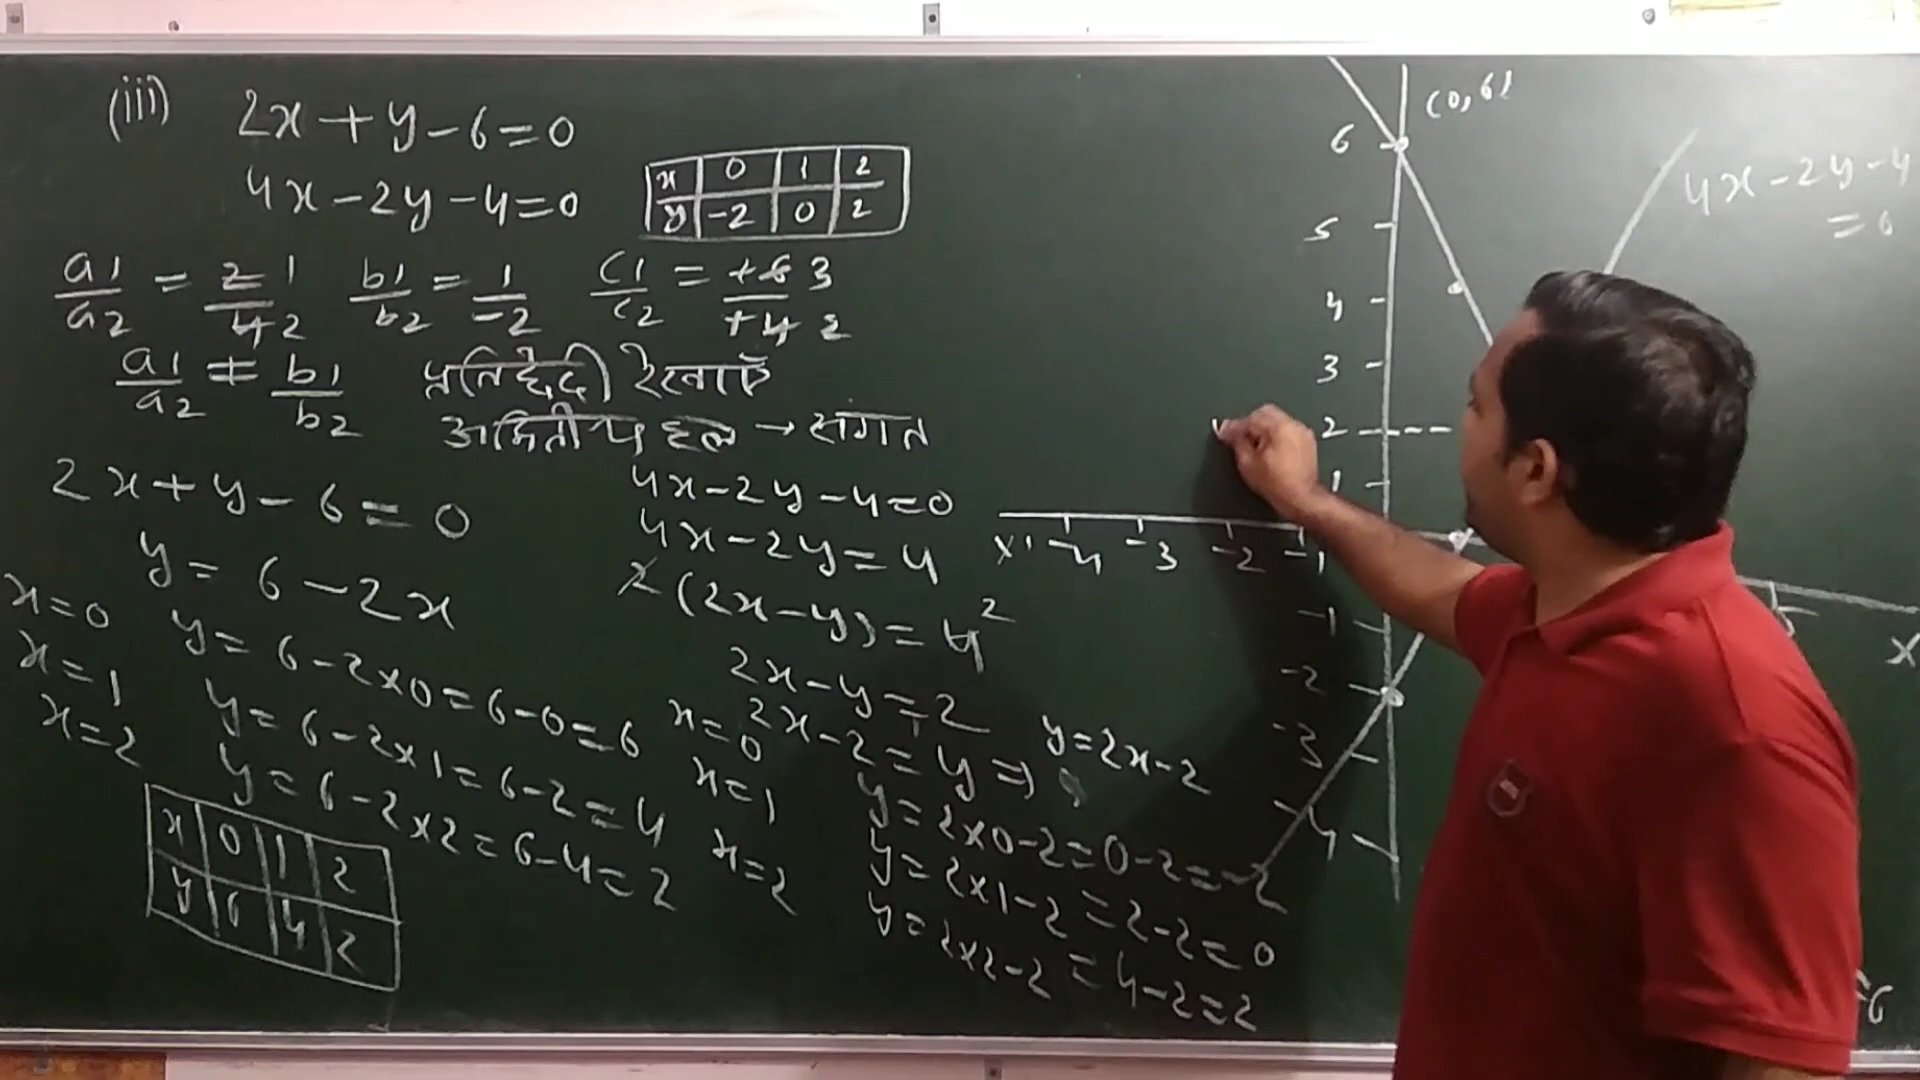 (iii) 2x + y - 6 = 0
4x - 2y - 4 = 0
x 0 1 2
y -2 0 2
a1/a2 = 2/4 1/2 b1/b2 = 1/-2 c1/c2 = +6/+4 3/2
a1/a2 ≠ b1/b2 प्रतिच्छेदी रेखाएँ
अद्वितीय हल → संगत
2x + y - 6 = 0
y = 6 - 2x
x=0 y = 6 - 2×0 = 6 - 0 = 6
x=1 y = 6 - 2×1 = 6 - 2 = 4
x=2 y = 6 - 2×2 = 6 - 4 = 2
x 0 1 2
y 6 4 2
4x - 2y - 4 = 0
4x - 2y = 4
2(2x - y) = 4 2
2x - y = 2
2x - 2 = y ⇒ y = 2x - 2
x=0 y = 2×0 - 2 = 0 - 2 = -2
x=1 y = 2×1 - 2 = 2 - 2 = 0
x=2 y = 2×2 - 2 = 4 - 2 = 2
(0, 6)
4x - 2y - 4
= 0
6
5
4
3
2
1
x' -4 -3 -2 -1
x
-1
-2
-3
-4